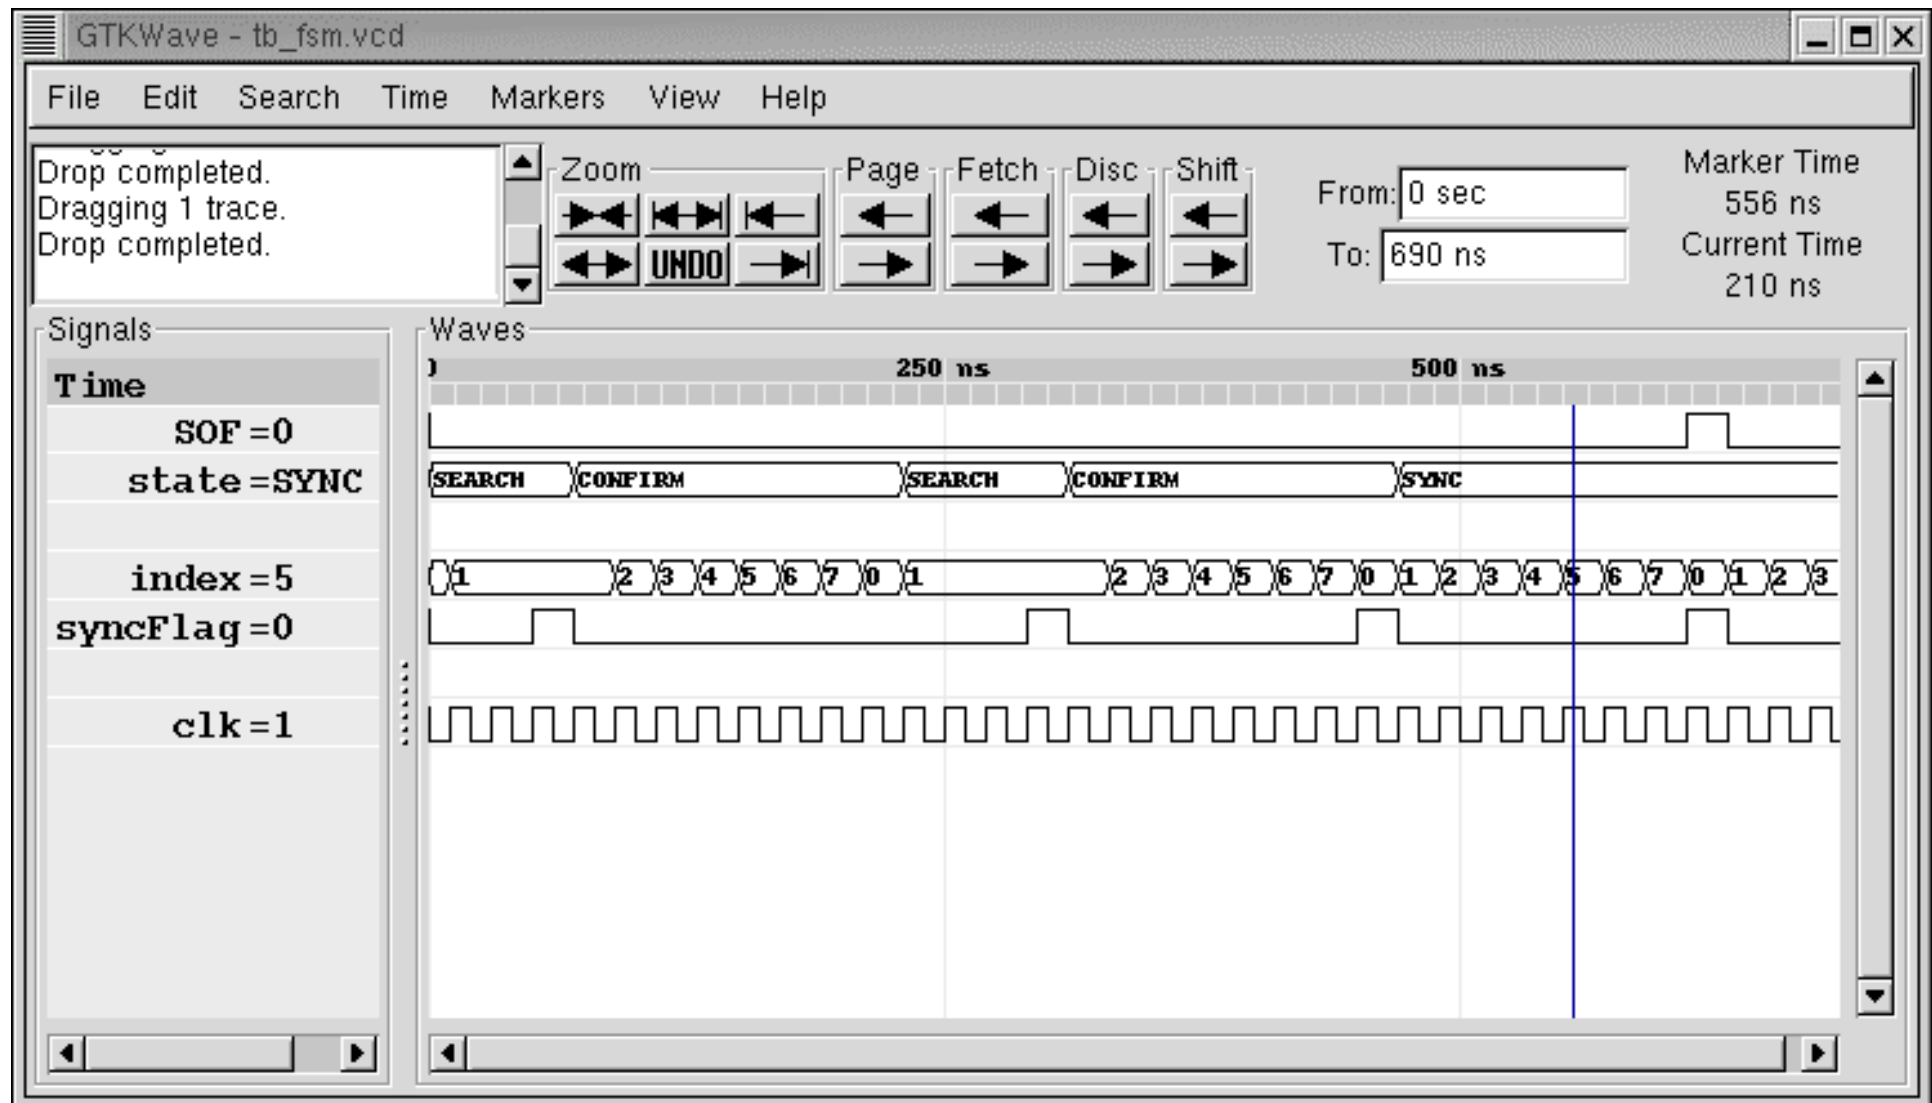 GTKWave - tb_fsm.vcd
File Edit Search Time Markers View Help
Drop completed.
Dragging 1 trace.
Drop completed.
Zoom
UNDO
Page
Fetch
Disc
Shift
From: 0 sec
To: 690 ns
Marker Time
556 ns
Current Time
210 ns
Signals
Waves
Time
250 ns 500 ns
SOF=0
state=SYNC
SEARCH CONFIRM SEARCH CONFIRM SYNC
index=5
1 2 3 4 5 6 7 0 1 2 3 4 5 6 7 0 1 2 3 4 5 6 7 0 1 2 3
syncFlag=0
clk=1